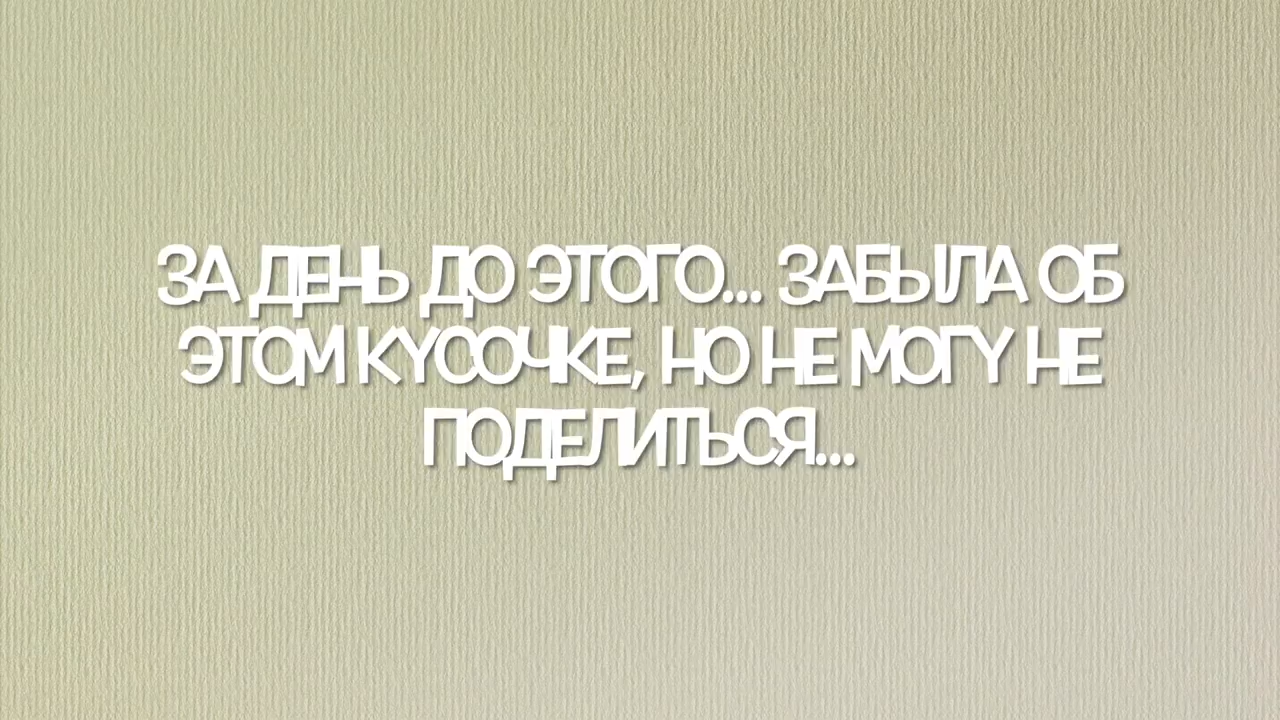 ЗА ДЕНЬ ДО ЭТОГО... ЗАБЫЛА ОБ
ЭТОМ КУСОЧКЕ, НО НЕ МОГУ НЕ
ПОДЕЛИТЬСЯ...